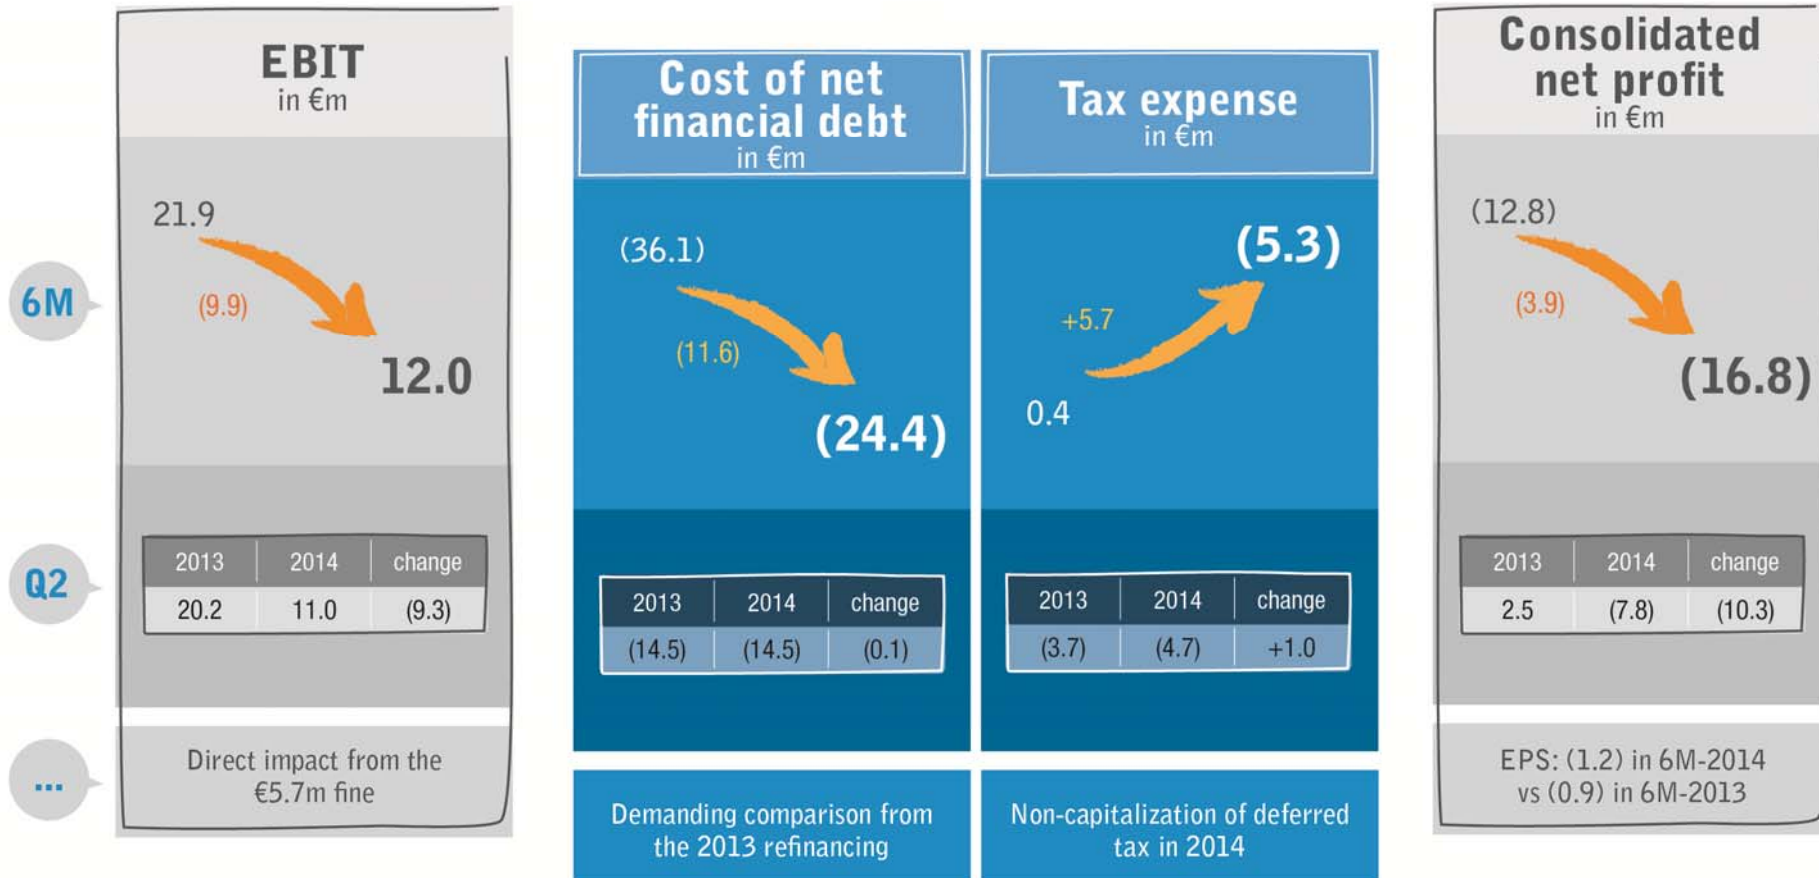 EBIT
in €m
21.9
(9.9)
12.0
2013 2014 change
20.2 11.0 (9.3)
Direct impact from the
€5.7m fine
Cost of net
financial debt
in €m
(36.1)
(11.6)
(24.4)
2013 2014 change
(14.5) (14.5) (0.1)
Demanding comparison from
the 2013 refinancing
Tax expense
in €m
(5.3)
+5.7
0.4
2013 2014 change
(3.7) (4.7) +1.0
Non-capitalization of deferred
tax in 2014
Consolidated
net profit
in €m
(12.8)
(3.9)
(16.8)
2013 2014 change
2.5 (7.8) (10.3)
EPS: (1.2) in 6M-2014
vs (0.9) in 6M-2013
6M
Q2
...